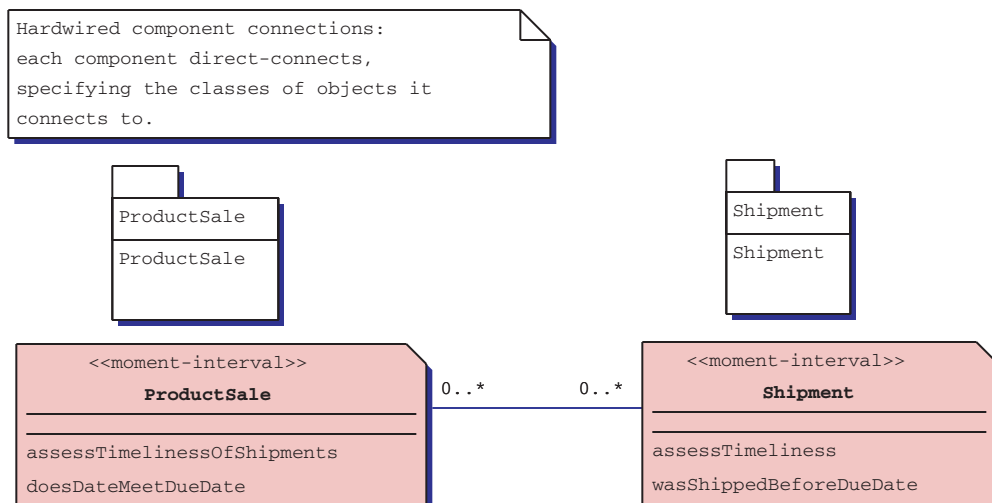 Hardwired component connections:
each component direct-connects,
specifying the classes of objects it
connects to.
ProductSale
ProductSale
Shipment
Shipment
<<moment-interval>>
ProductSale
assessTimelinessOfShipments
doesDateMeetDueDate
0..*
0..*
<<moment-interval>>
Shipment
assessTimeliness
wasShippedBeforeDueDate